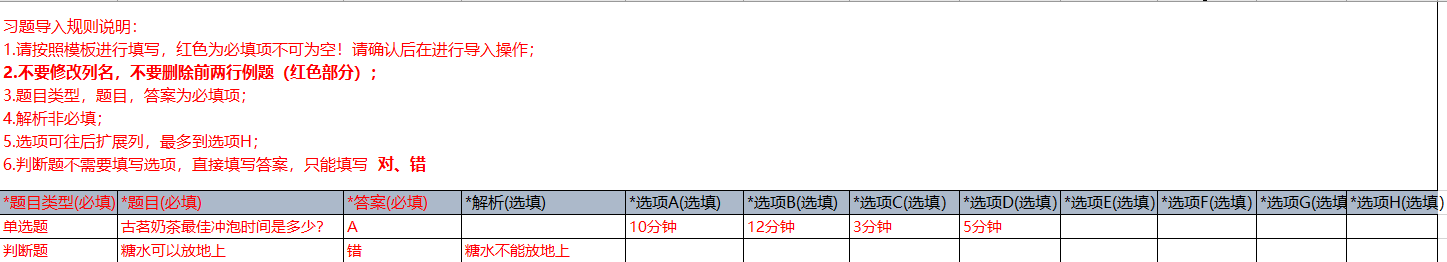 习题导入规则说明：
1.请按照模板进行填写，红色为必填项不可为空！请确认后在进行导入操作；
2.不要修改列名，不要删除前两行例题（红色部分）；
3.题目类型，题目，答案为必填项；
4.解析非必填；
5.选项可往后扩展列，最多到选项H；
6.判断题不需要填写选项，直接填写答案，只能填写 对、错
*题目类型(必填) *题目(必填) *答案(必填) *解析(选填) *选项A(选填) *选项B(选填) *选项C(选填) *选项D(选填) *选项E(选填) *选项F(选填) *选项G(选填 *选项H(选填)
单选题 古茗奶茶最佳冲泡时间是多少？ A 10分钟 12分钟 3分钟 5分钟
判断题 糖水可以放地上 错 糖水不能放地上